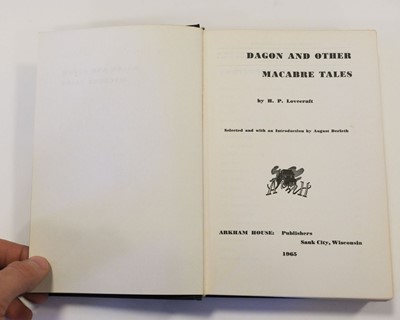 DAGON AND OTHER
MACABRE TALES
by H. P. Lovecraft
Selected and with an Introduction by August Derleth
ARKHAM HOUSE: Publishers
Sauk City, Wisconsin
1965